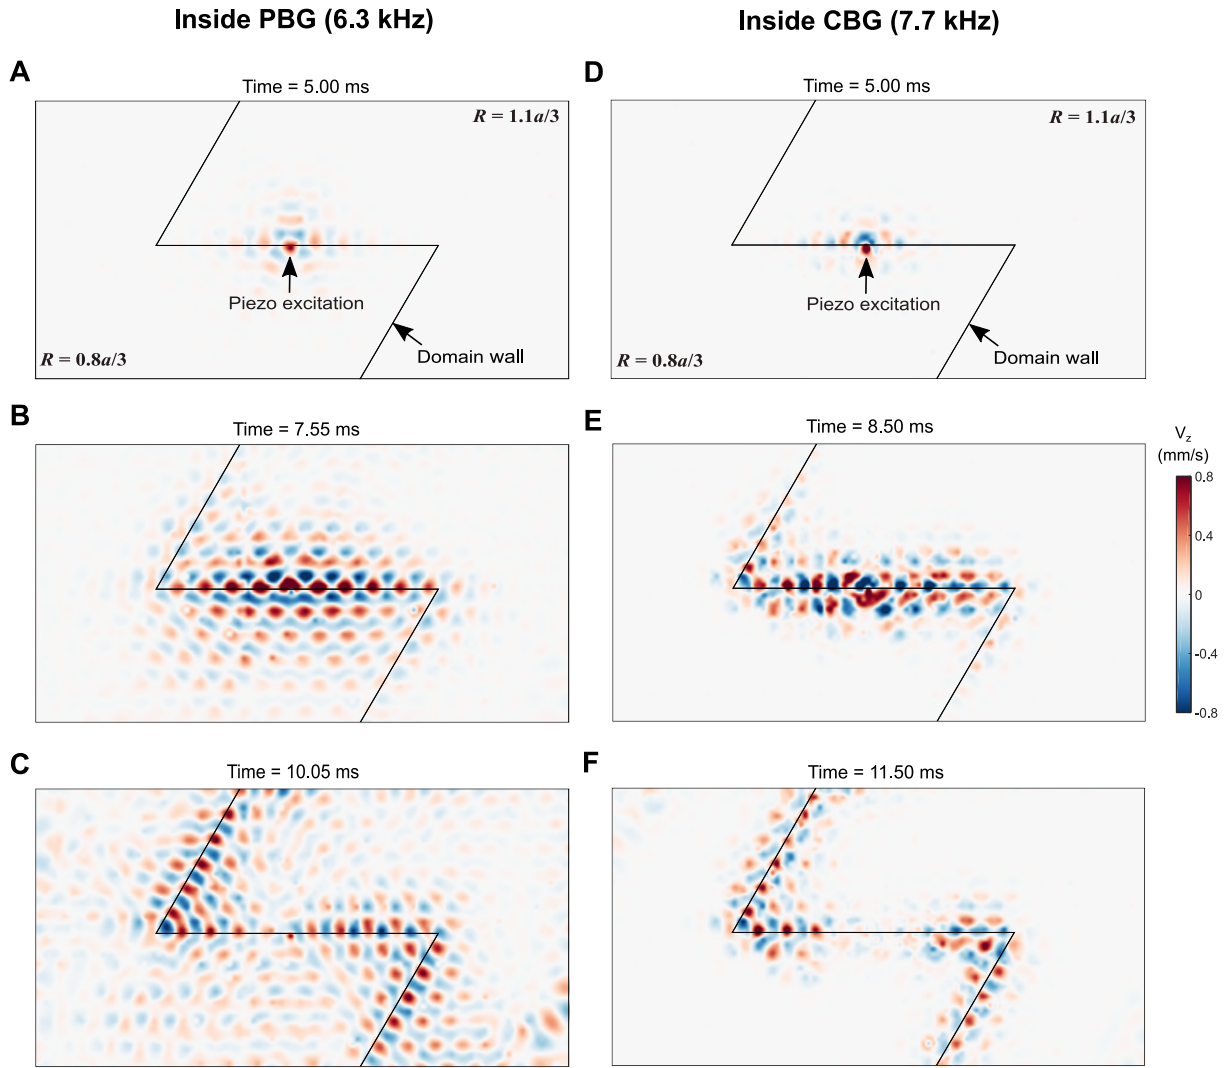 Inside PBG (6.3 kHz)
Inside CBG (7.7 kHz)
A
Time = 5.00 ms
R = 1.1a/3
Piezo excitation
Domain wall
R = 0.8a/3
D
Time = 5.00 ms
R = 1.1a/3
Piezo excitation
Domain wall
R = 0.8a/3
B
Time = 7.55 ms
E
Time = 8.50 ms
Vz
(mm/s)
0.8
0.4
0
-0.4
-0.8
C
Time = 10.05 ms
F
Time = 11.50 ms